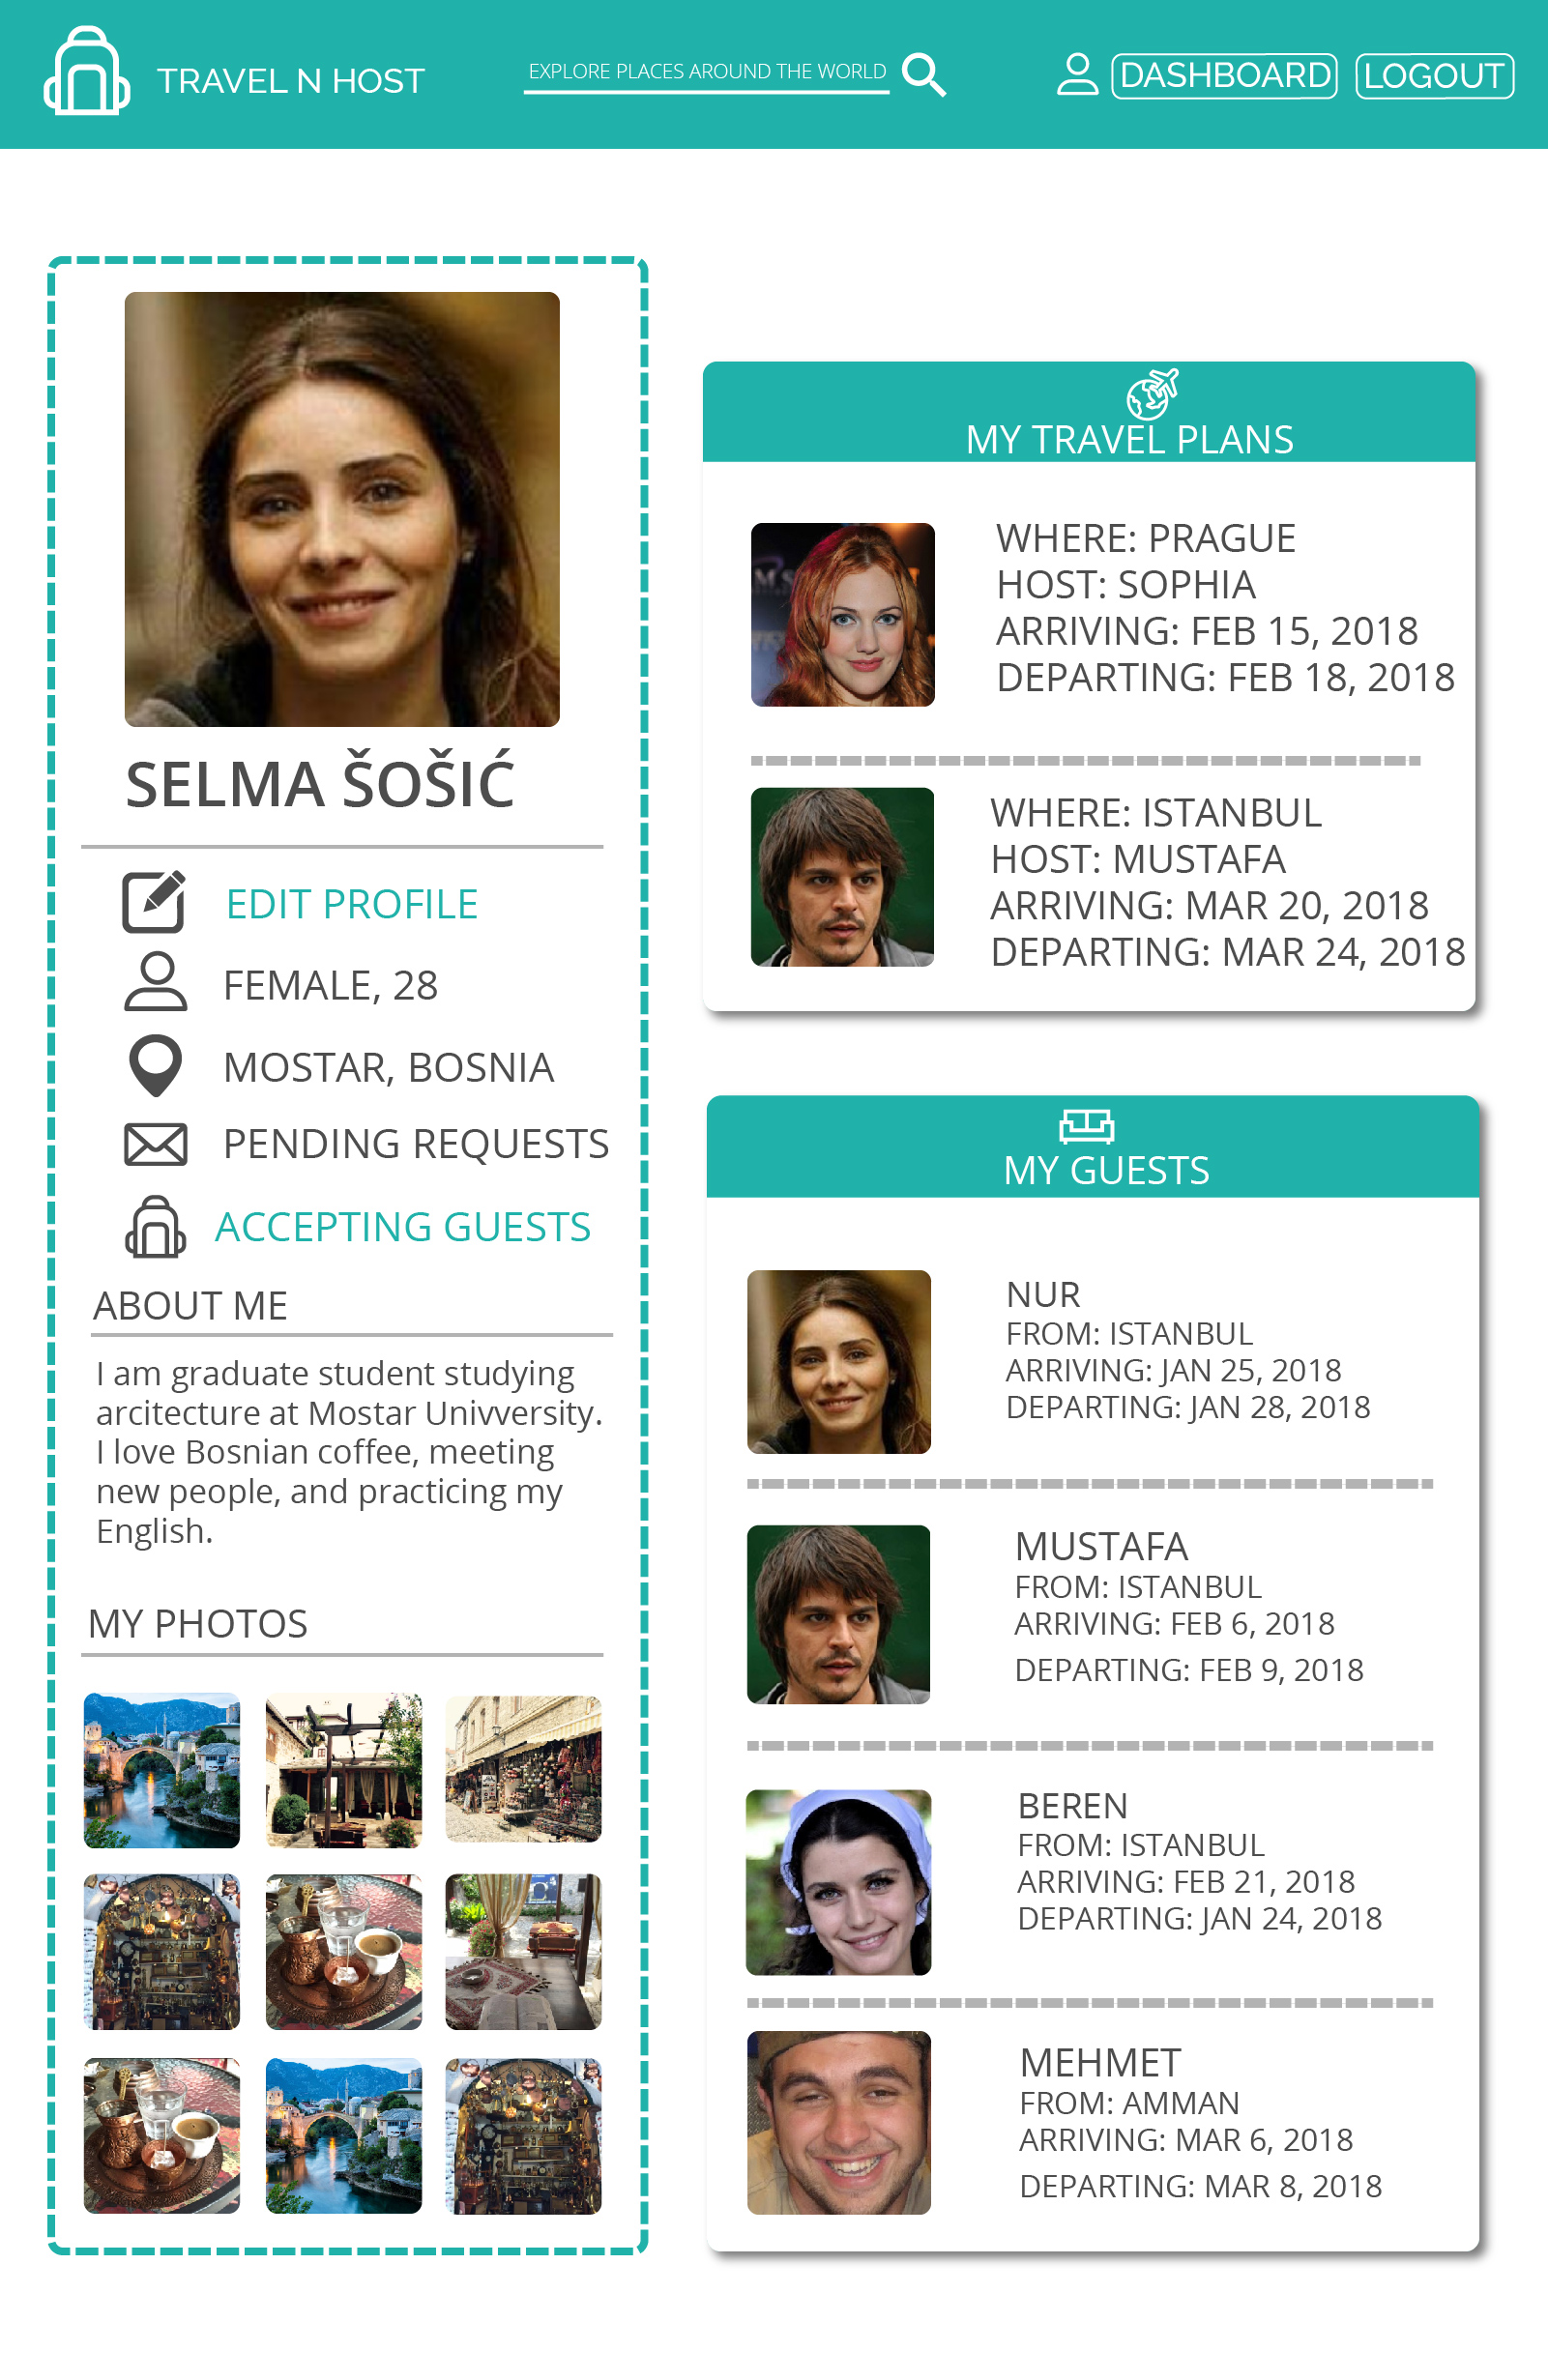 TRAVEL N HOST
EXPLORE PLACES AROUND THE WORLD
DASHBOARD
LOGOUT
SELMA ŠOŠIĆ
EDIT PROFILE
FEMALE, 28
MOSTAR, BOSNIA
PENDING REQUESTS
ACCEPTING GUESTS
ABOUT ME
I am graduate student studying
arcitecture at Mostar Univversity.
I love Bosnian coffee, meeting
new people, and practicing my
English.
MY PHOTOS
MY TRAVEL PLANS
WHERE: PRAGUE
HOST: SOPHIA
ARRIVING: FEB 15, 2018
DEPARTING: FEB 18, 2018
WHERE: ISTANBUL
HOST: MUSTAFA
ARRIVING: MAR 20, 2018
DEPARTING: MAR 24, 2018
MY GUESTS
NUR
FROM: ISTANBUL
ARRIVING: JAN 25, 2018
DEPARTING: JAN 28, 2018
MUSTAFA
FROM: ISTANBUL
ARRIVING: FEB 6, 2018
DEPARTING: FEB 9, 2018
BEREN
FROM: ISTANBUL
ARRIVING: FEB 21, 2018
DEPARTING: JAN 24, 2018
MEHMET
FROM: AMMAN
ARRIVING: MAR 6, 2018
DEPARTING: MAR 8, 2018